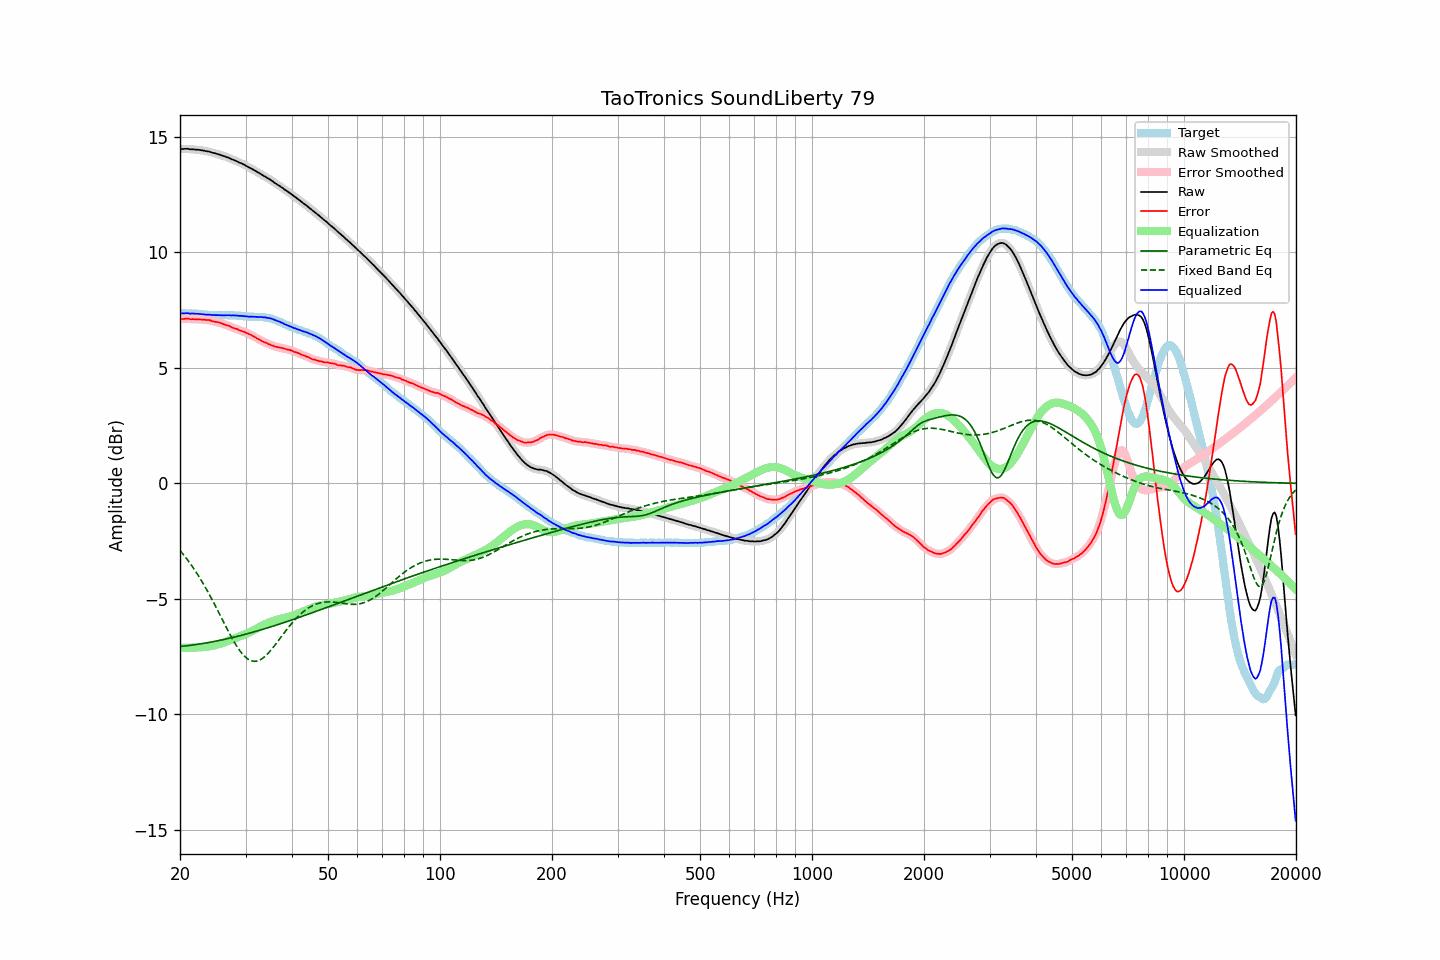 TaoTronics SoundLiberty 79
Target
Raw Smoothed
Error Smoothed
Raw
Error
Equalization
Parametric Eq
Fixed Band Eq
Equalized
Amplitude (dBr)
15
10
5
0
−5
−10
−15
20
50
100
200
500
1000
2000
5000
10000
20000
Frequency (Hz)